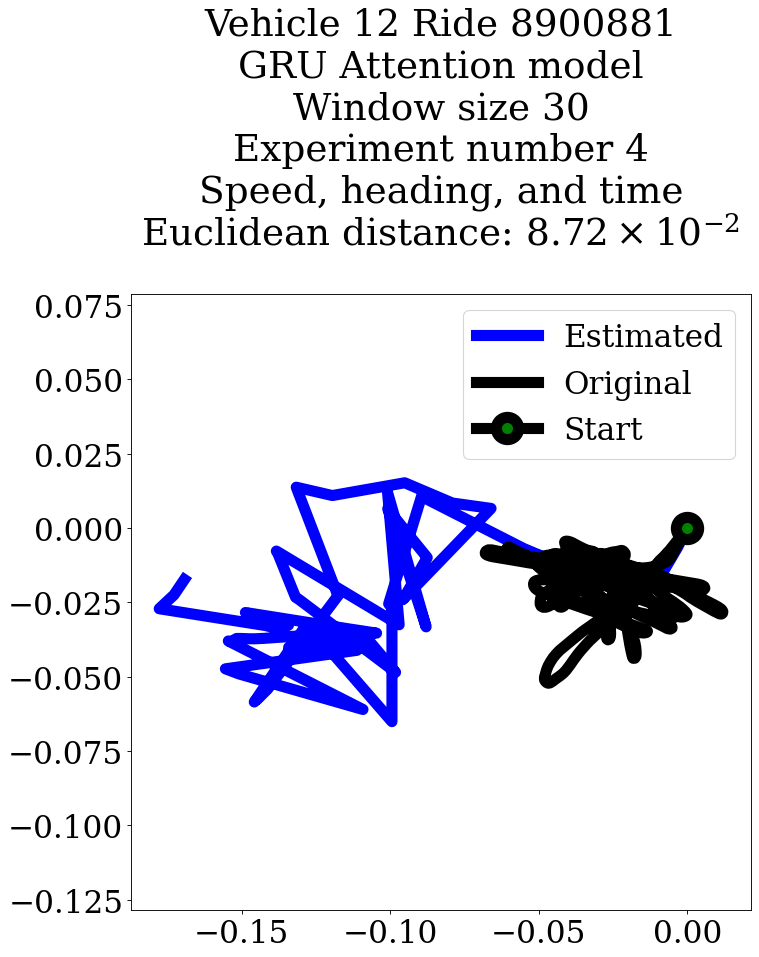 Vehicle 12 Ride 8900881
GRU Attention model
Window size 30
Experiment number 4
Speed, heading, and time
Euclidean distance: 8.72 × 10⁻²
Estimated
Original
Start
0.075
0.050
0.025
0.000
−0.025
−0.050
−0.075
−0.100
−0.125
−0.15 −0.10 −0.05 0.00